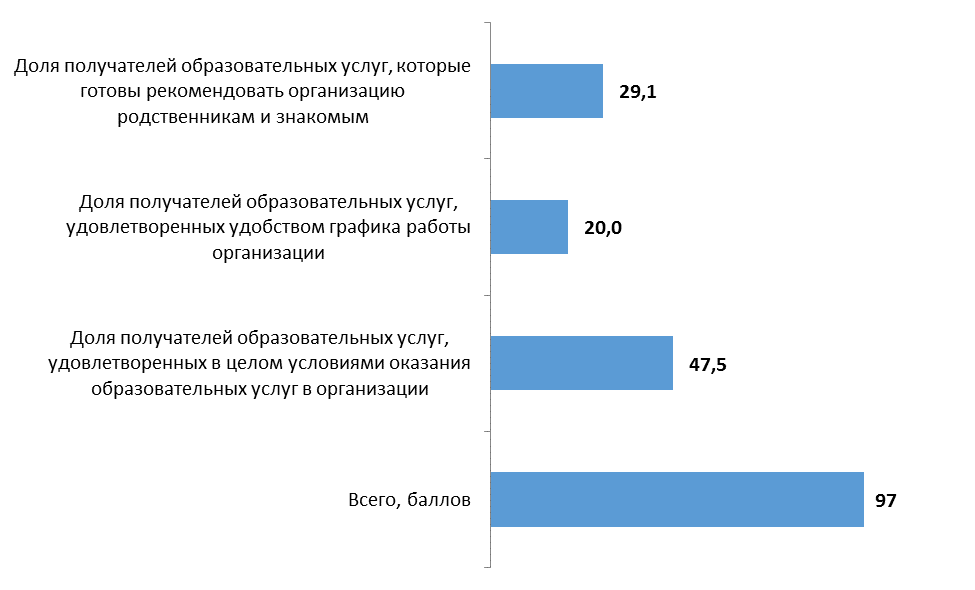 Доля получателей образовательных услуг, которые
готовы рекомендовать организацию
родственникам и знакомым
29,1
Доля получателей образовательных услуг,
удовлетворенных удобством графика работы
организации
20,0
Доля получателей образовательных услуг,
удовлетворенных в целом условиями оказания
образовательных услуг в организации
47,5
Всего, баллов
97